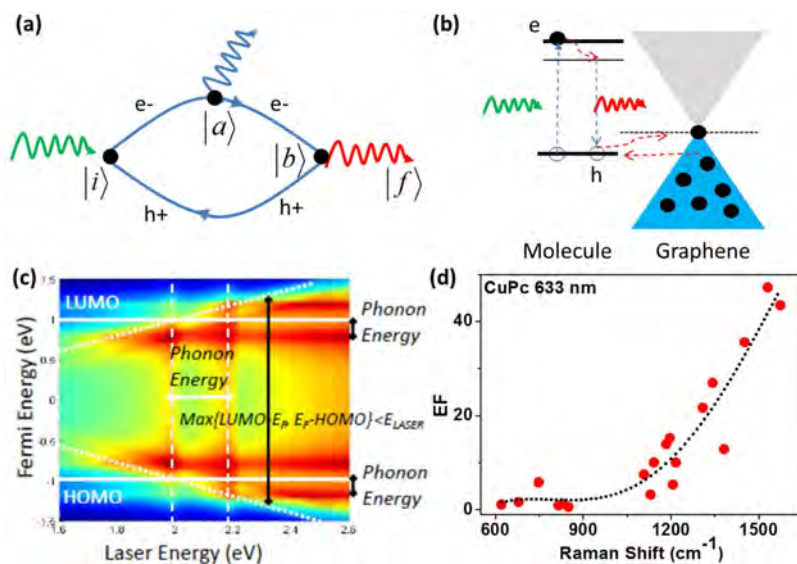 (a)
e-
|a⟩
e-
|i⟩
|b⟩
|f⟩
h+
h+
(b)
e
h
Molecule
Graphene
(c)
Fermi Energy (eV)
1.5
LUMO
1
0.5
0
-1
HOMO
Phonon
Energy
Phonon
Energy
Max{LUMO-E_F, E_F-HOMO}<E_LASER
Phonon
Energy
1.6
1.8
2
2.2
2.4
2.6
Laser Energy (eV)
(d)
CuPc 633 nm
EF
40
20
0
600
900
1200
1500
Raman Shift (cm⁻¹)